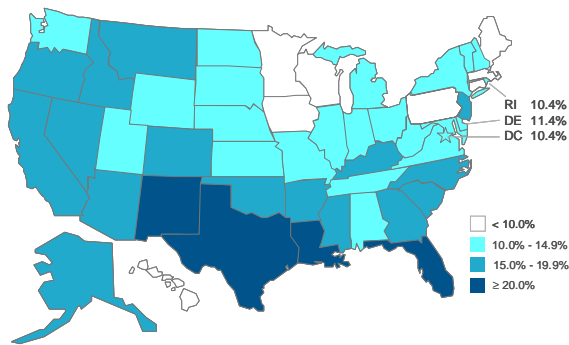 RI 10.4%
DE 11.4%
DC 10.4%
< 10.0%
10.0% - 14.9%
15.0% - 19.9%
≥ 20.0%